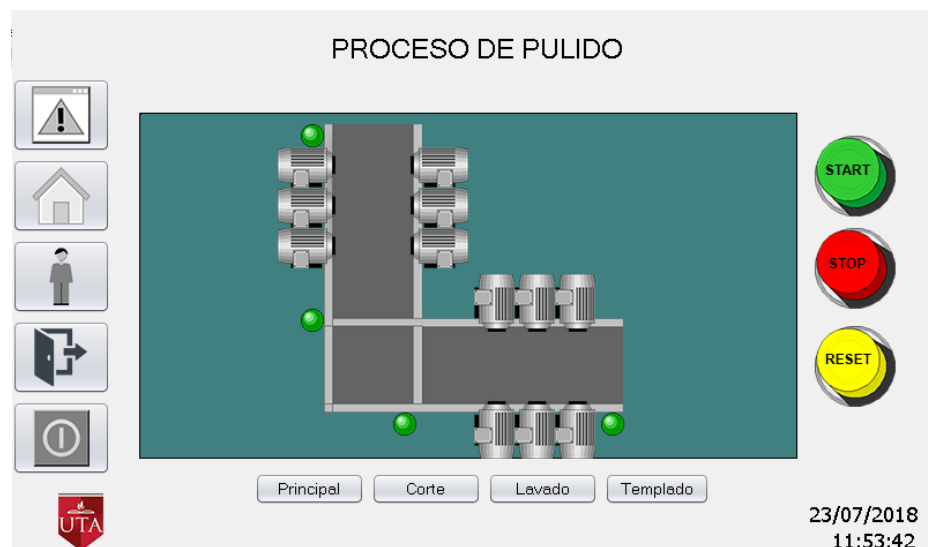 PROCESO DE PULIDO
START
STOP
RESET
Principal
Corte
Lavado
Templado
UTA
23/07/2018
11:53:42